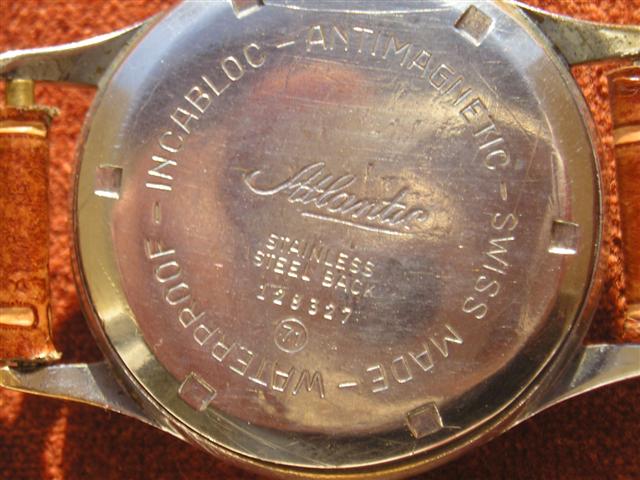 WATERPROOF - INCABLOC - ANTIMAGNETIC - SWISS MADE -
Atlantic
STAINLESS
STEEL BACK
128327